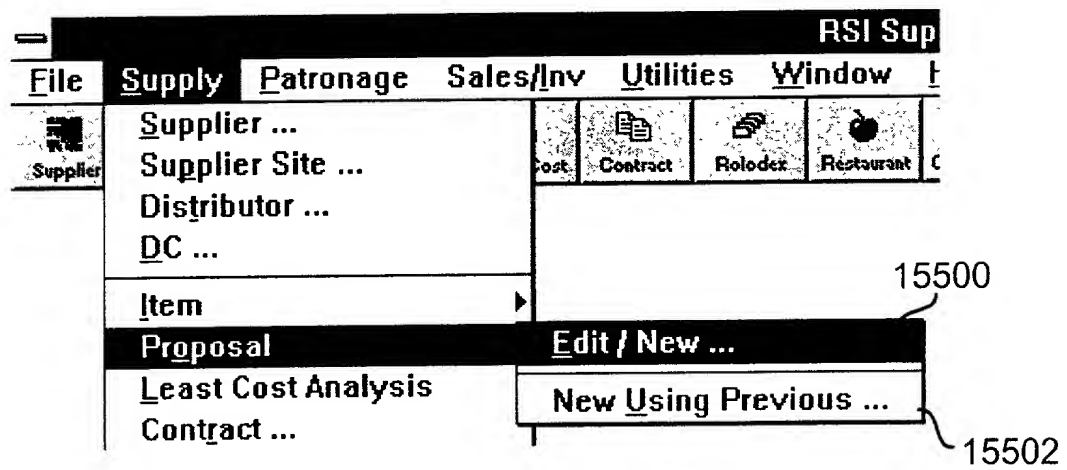 RSI Sup
File Supply Patronage Sales/Inv Utilities Window H
Supplier Cost Contract Rolodex Restaurant
Supplier ...
Supplier Site ...
Distributor ...
DC ...
15500
Item
Proposal Edit / New ...
Least Cost Analysis New Using Previous ...
Contract ...
15502